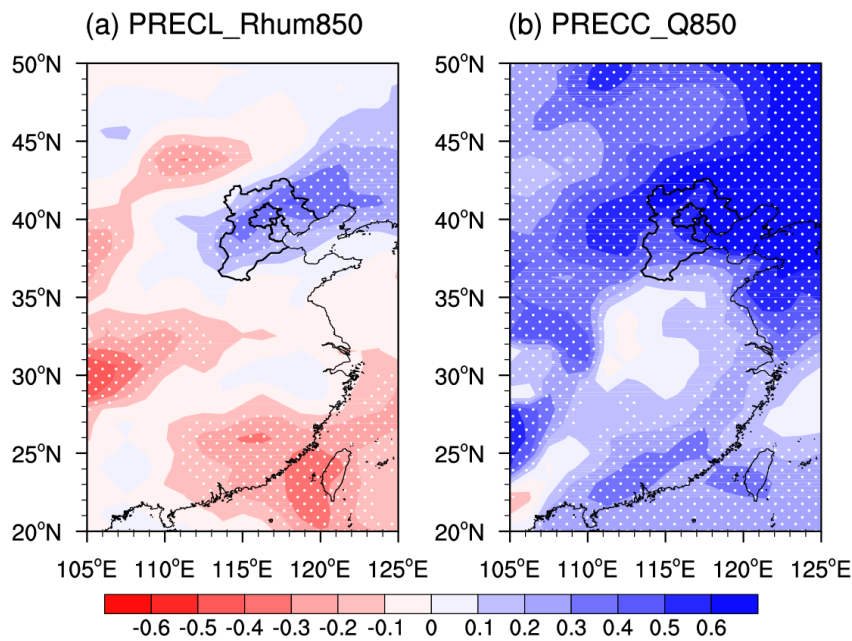 (a) PRECL_Rhum850 (b) PRECC_Q850
50°N 50°N
45°N 45°N
40°N 40°N
35°N 35°N
30°N 30°N
25°N 25°N
20°N 20°N
105°E 110°E 115°E 120°E 125°E 105°E 110°E 115°E 120°E 125°E
-0.6 -0.5 -0.4 -0.3 -0.2 -0.1 0 0.1 0.2 0.3 0.4 0.5 0.6